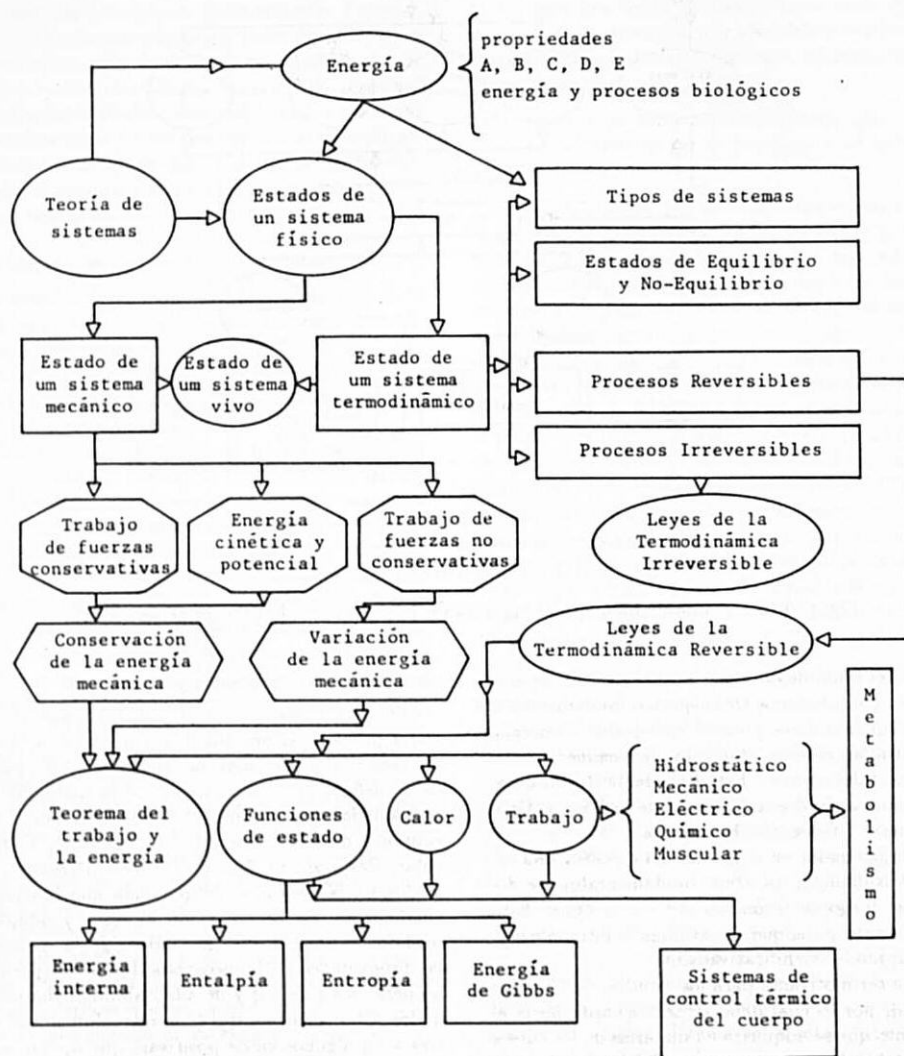 Energía
propriedades
A, B, C, D, E
energía y procesos biológicos
Teoría de
sistemas
Estados de
un sistema
físico
Tipos de sistemas
Estados de Equilibrio
y No-Equilibrio
Estado de
um sistema
mecánico
Estado de
um sistema
vivo
Estado de
um sistema
termodinâmico
Procesos Reversibles
Procesos Irreversibles
Trabajo
de fuerzas
conservativas
Energía
cinética y
potencial
Trabajo de
fuerzas no
conservativas
Leyes de la
Termodinámica
Irreversible
Conservación
de la energía
mecánica
Variación
de la energía
mecánica
Leyes de la
Termodinámica Reversible
Teorema del
trabajo y
la energía
Funciones
de estado
Calor
Trabajo
Hidrostático
Mecánico
Eléctrico
Químico
Muscular
M
e
t
a
b
o
l
i
s
m
o
Energía
interna
Entalpía
Entropía
Energía
de Gibbs
Sistemas de
control térmico
del Cuerpo